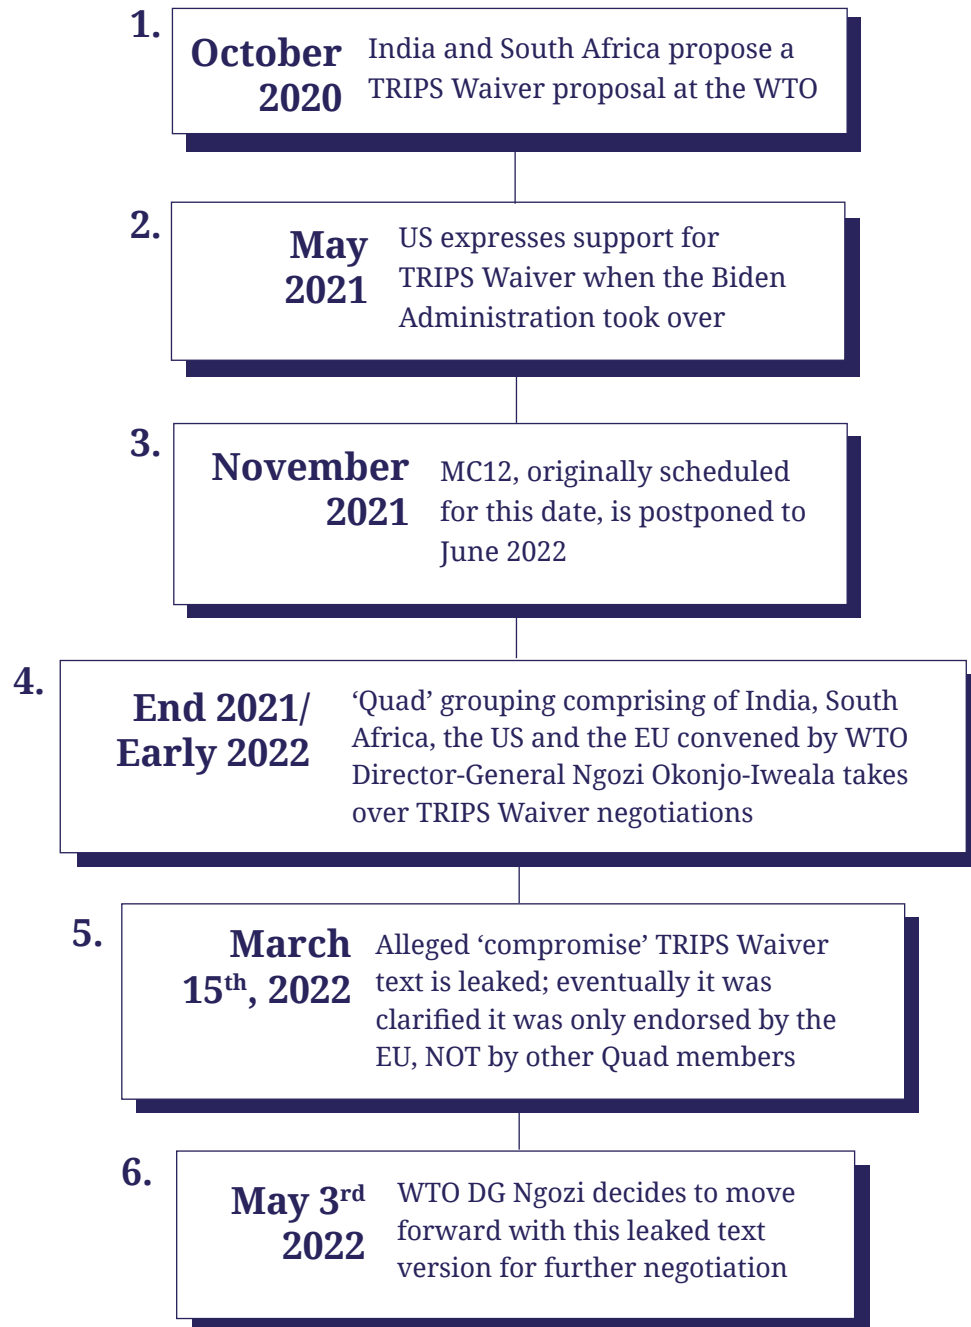 1.
October
2020
India and South Africa propose a
TRIPS Waiver proposal at the WTO
2.
May
2021
US expresses support for
TRIPS Waiver when the Biden
Administration took over
3.
November
2021
MC12, originally scheduled
for this date, is postponed to
June 2022
4.
End 2021/
Early 2022
‘Quad’ grouping comprising of India, South
Africa, the US and the EU convened by WTO
Director-General Ngozi Okonjo-Iweala takes
over TRIPS Waiver negotiations
5.
March
15th, 2022
Alleged ‘compromise’ TRIPS Waiver
text is leaked; eventually it was
clarified it was only endorsed by the
EU, NOT by other Quad members
6.
May 3rd
2022
WTO DG Ngozi decides to move
forward with this leaked text
version for further negotiation